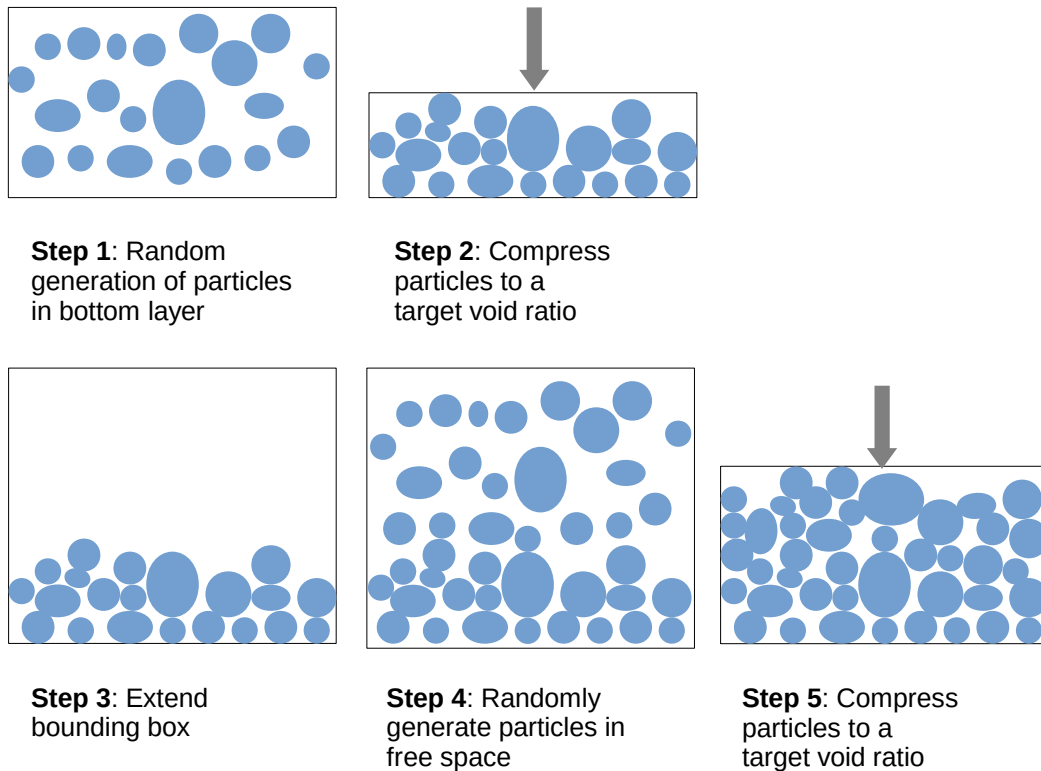 Step 1: Random
generation of particles
in bottom layer
Step 2: Compress
particles to a
target void ratio
Step 3: Extend
bounding box
Step 4: Randomly
generate particles in
free space
Step 5: Compress
particles to a
target void ratio